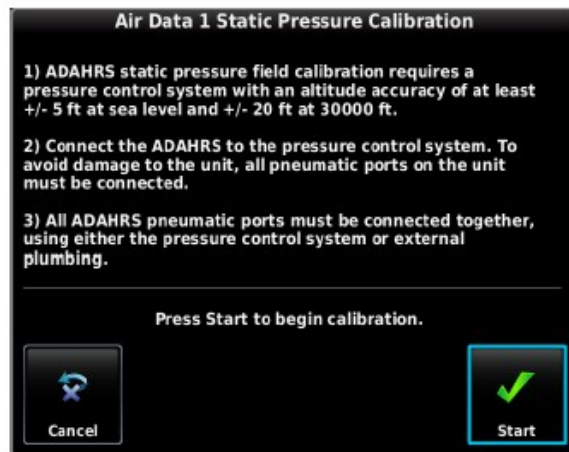 Air Data 1 Static Pressure Calibration
1) ADAHRS static pressure field calibration requires a
pressure control system with an altitude accuracy of at least
+/- 5 ft at sea level and +/- 20 ft at 30000 ft.
2) Connect the ADAHRS to the pressure control system. To
avoid damage to the unit, all pneumatic ports on the unit
must be connected.
3) All ADAHRS pneumatic ports must be connected together,
using either the pressure control system or external
plumbing.
Press Start to begin calibration.
Cancel
Start